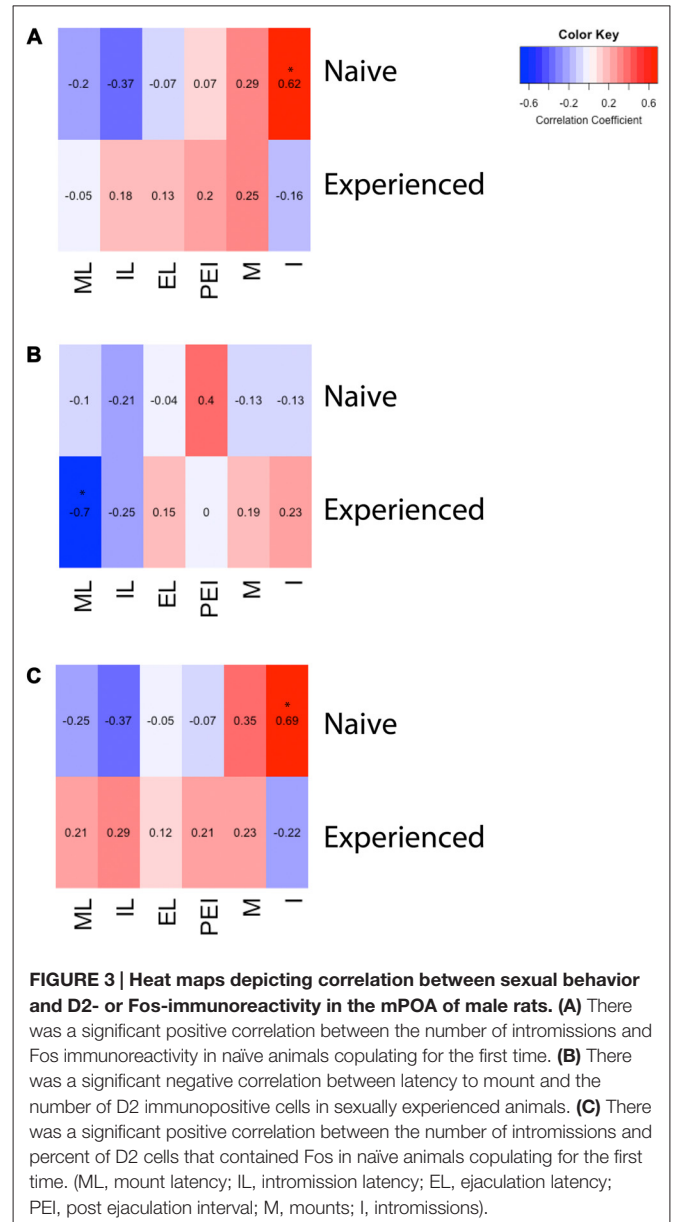 A
Color Key
-0.6 -0.2 0.2 0.6
Correlation Coefficient
-0.2 -0.37 -0.07 0.07 0.29 * 0.62 Naive
-0.05 0.18 0.13 0.2 0.25 -0.16 Experienced
ML IL EL PEI M I
B
-0.1 -0.21 -0.04 0.4 -0.13 -0.13 Naive
* -0.7 -0.25 0.15 0 0.19 0.23 Experienced
ML IL EL PEI M I
C
-0.25 -0.37 -0.05 -0.07 0.35 * 0.69 Naive
0.21 0.29 0.12 0.21 0.23 -0.22 Experienced
ML IL EL PEI M I
FIGURE 3 | Heat maps depicting correlation between sexual behavior
and D2- or Fos-immunoreactivity in the mPOA of male rats. (A) There
was a significant positive correlation between the number of intromissions and
Fos immunoreactivity in naïve animals copulating for the first time. (B) There
was a significant negative correlation between latency to mount and the
number of D2 immunopositive cells in sexually experienced animals. (C) There
was a significant positive correlation between the number of intromissions and
percent of D2 cells that contained Fos in naïve animals copulating for the first
time. (ML, mount latency; IL, intromission latency; EL, ejaculation latency;
PEI, post ejaculation interval; M, mounts; I, intromissions).